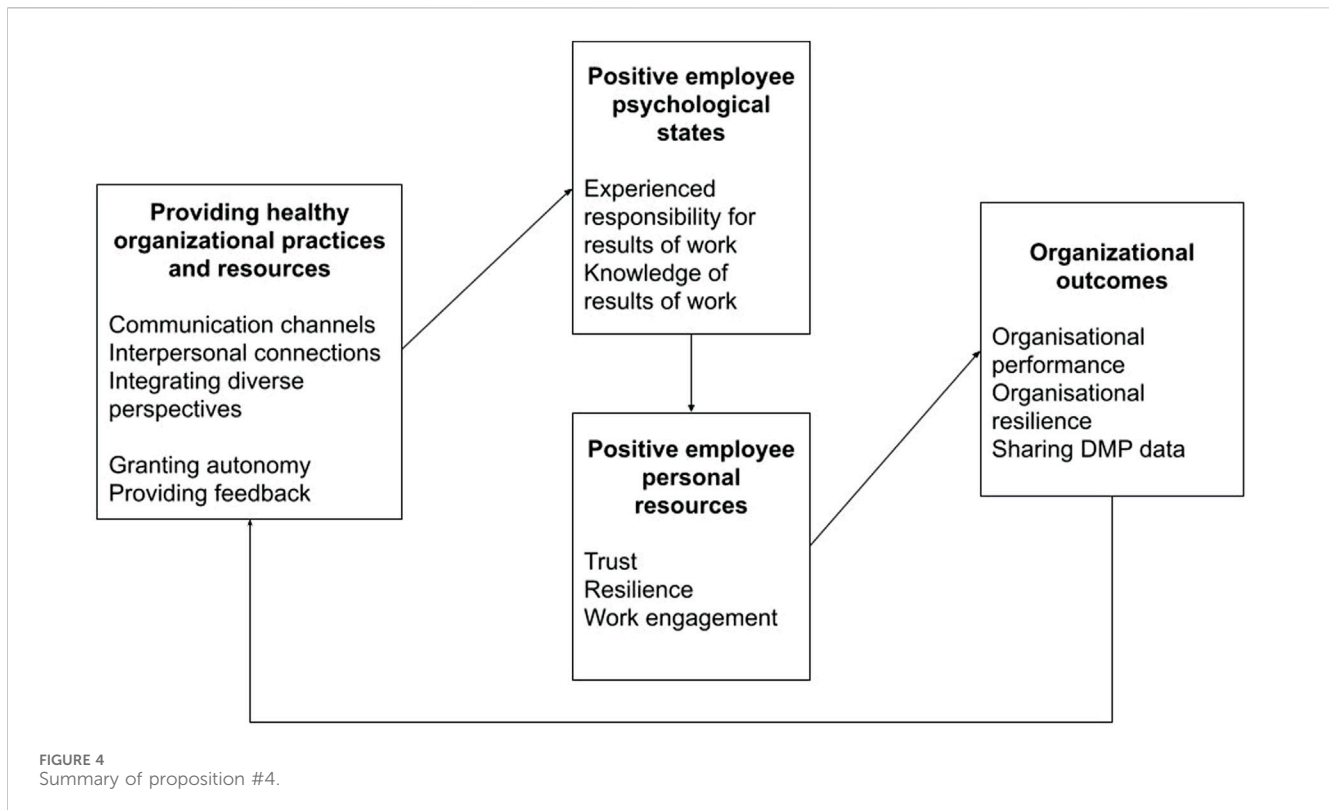 Providing healthy
organizational practices
and resources
Communication channels
Interpersonal connections
Integrating diverse
perspectives
Granting autonomy
Providing feedback
Positive employee
psychological
states
Experienced
responsibility for
results of work
Knowledge of
results of work
Positive employee
personal
resources
Trust
Resilience
Work engagement
Organizational
outcomes
Organisational
performance
Organisational
resilience
Sharing DMP data
FIGURE 4
Summary of proposition #4.